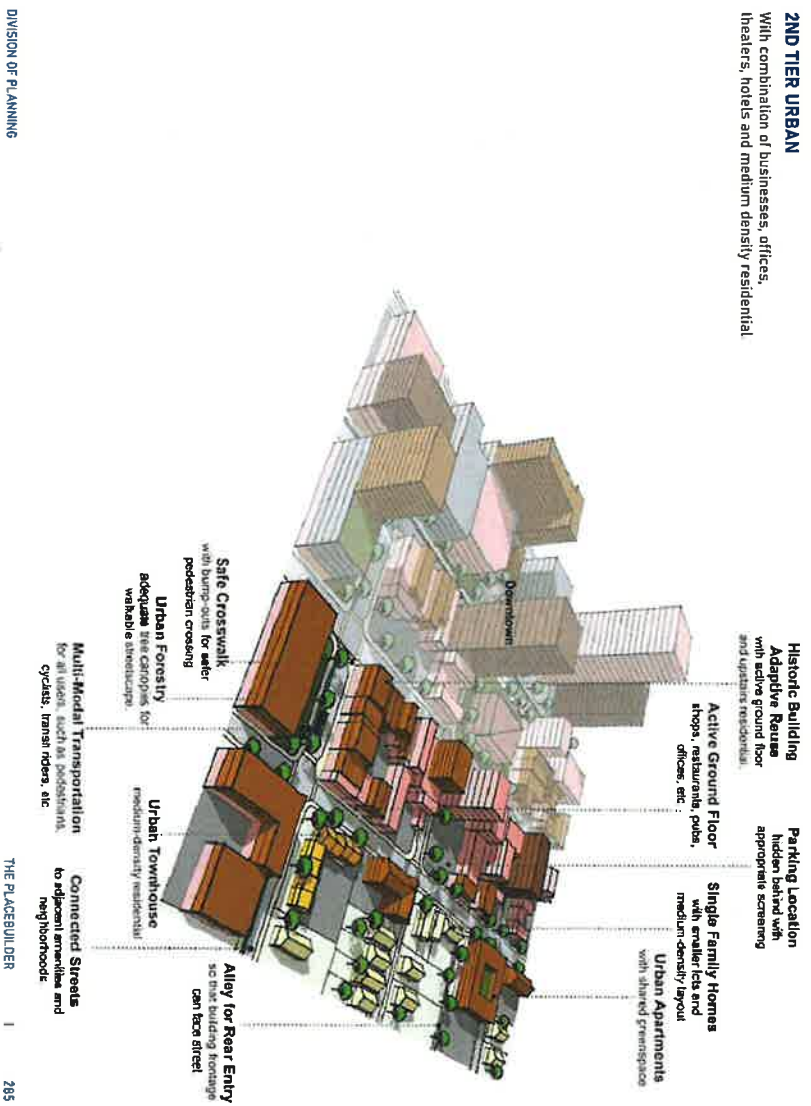 2ND TIER URBAN
With combination of businesses, offices,
theaters, hotels and medium density residential.
Historic Building
Adaptive Reuse
with active ground floor
and upstairs residential.
Parking Location
hidden behind with
appropriate screening
Active Ground Floor
shops, restaurants, pubs,
offices, etc.
Single Family Homes
with smaller lots and
medium-density layout
Urban Apartments
with shared greenspace
Downtown
Safe Crosswalk
with bump-outs for safer
pedestrian crossing
Urban Forestry
adequate tree canopies for
walkable streetscape.
Multi-Modal Transportation
for all users, such as pedestrians,
cyclists, transit riders, etc.
Urban Townhouse
medium-density residential
Connected Streets
to adjacent amenities and
neighborhoods.
Alley for Rear Entry
so that building frontage
can face street
DIVISION OF PLANNING
THE PLACEBUILDER | 285